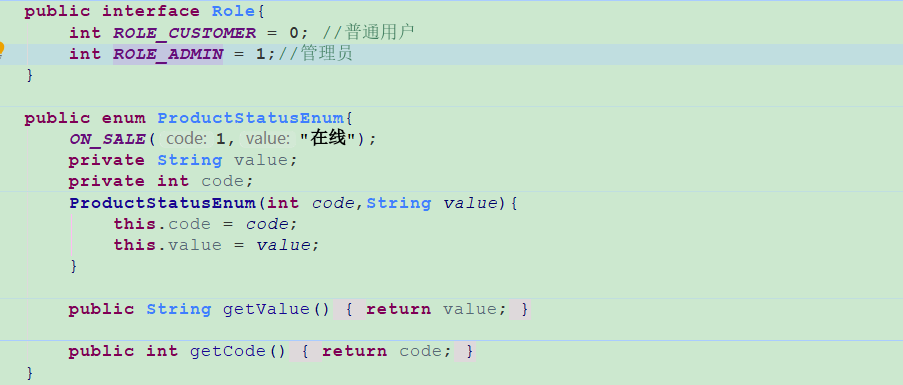 public interface Role{
int ROLE_CUSTOMER = 0; //普通用户
int ROLE_ADMIN = 1;//管理员
}
public enum ProductStatusEnum{
ON_SALE( code: 1, value: "在线");
private String value;
private int code;
ProductStatusEnum(int code,String value){
this.code = code;
this.value = value;
}
public String getValue() { return value; }
public int getCode() { return code; }
}